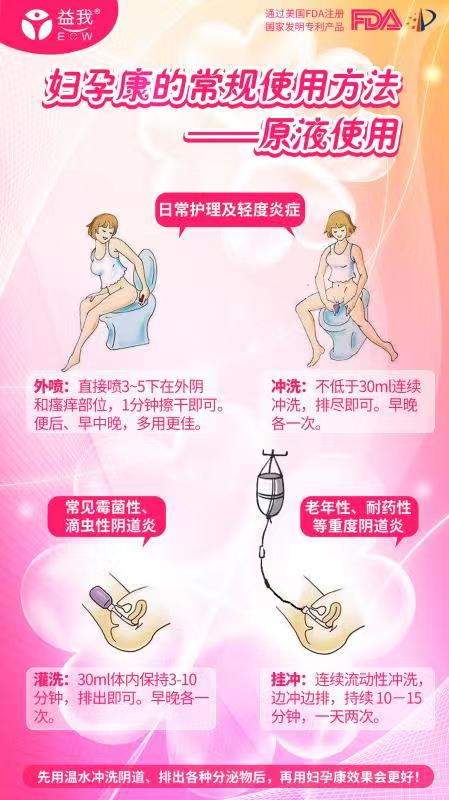 益我®
ECW
通过美国FDA注册
国家发明专利产品
FDA
妇孕康的常规使用方法
——原液使用
日常护理及轻度炎症
外喷：直接喷3~5下在外阴
和瘙痒部位，1分钟擦干即可。
便后、早中晚，多用更佳。
冲洗：不低于30ml连续
冲洗，排尽即可。早晚
各一次。
常见霉菌性、
滴虫性阴道炎
老年性、耐药性
等重度阴道炎
灌洗：30ml体内保持3-10
分钟，排出即可。早晚各一
次。
挂冲：连续流动性冲洗，
边冲边排，持续 10－15
分钟，一天两次。
先用温水冲洗阴道、排出各种分泌物后，再用妇孕康效果会更好！